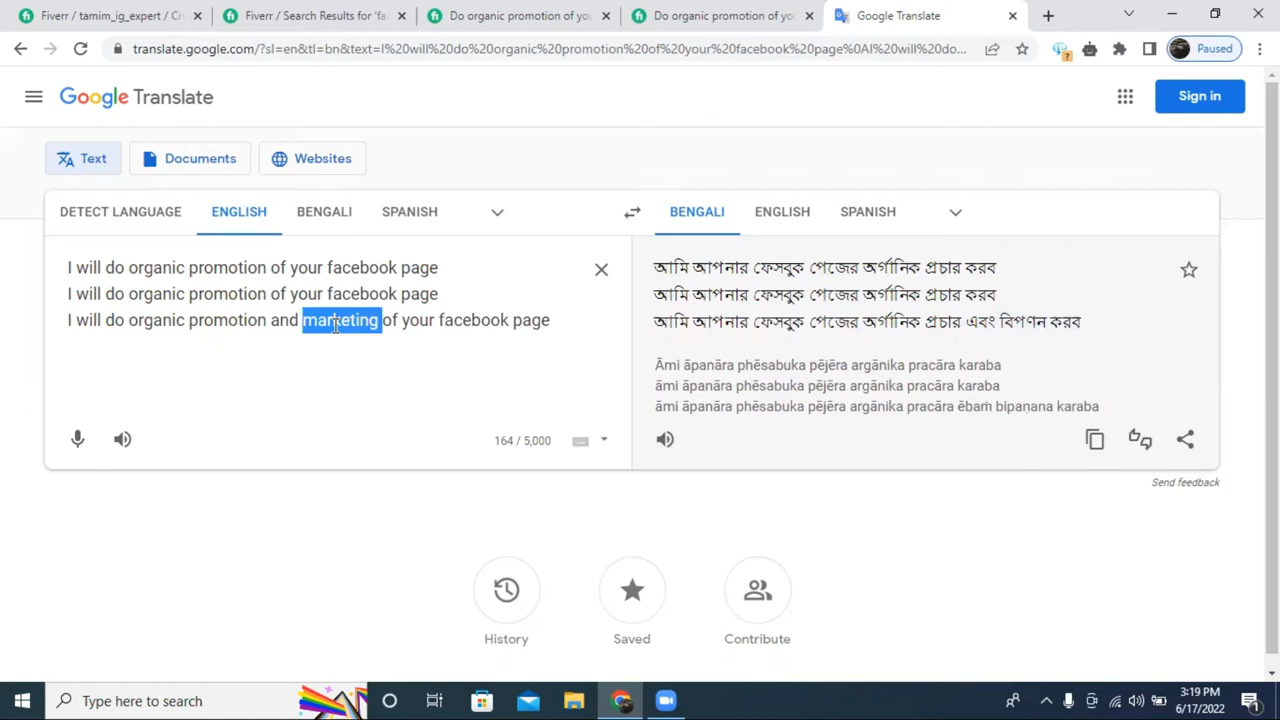 Fiverr / tamim_ig_expert / Cr
Fiverr / Search Results for 'fa
Do organic promotion of you
Do organic promotion of you
Google Translate
translate.google.com/?sl=en&tl=bn&text=I%20will%20do%20organic%20promotion%20of%20your%20facebook%20page%0AI%20will%20do...
Paused
Google Translate
Sign in
Text
Documents
Websites
DETECT LANGUAGE
ENGLISH
BENGALI
SPANISH
BENGALI
ENGLISH
SPANISH
I will do organic promotion of your facebook page
I will do organic promotion of your facebook page
I will do organic promotion and marketing of your facebook page
164 / 5,000
আমি আপনার ফেসবুক পেজের অর্গানিক প্রচার করব
আমি আপনার ফেসবুক পেজের অর্গানিক প্রচার করব
আমি আপনার ফেসবুক পেজের অর্গানিক প্রচার এবং বিপণন করব
Āmi āpanāra phēsabuka pējēra argānika pracāra karaba
āmi āpanāra phēsabuka pējēra argānika pracāra karaba
āmi āpanāra phēsabuka pējēra argānika pracāra ēbaṁ bipaṇana karaba
Send feedback
History
Saved
Contribute
Type here to search
3:19 PM
6/17/2022
1